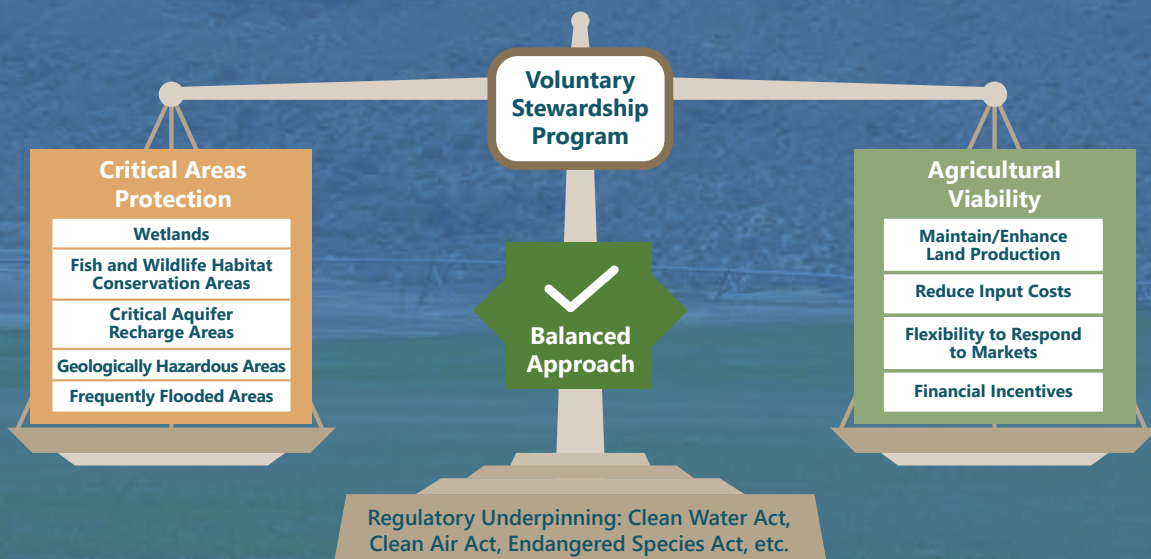 Voluntary
Stewardship
Program
Critical Areas
Protection
Wetlands
Fish and Wildlife Habitat
Conservation Areas
Critical Aquifer
Recharge Areas
Geologically Hazardous Areas
Frequently Flooded Areas
Balanced
Approach
Agricultural
Viability
Maintain/Enhance
Land Production
Reduce Input Costs
Flexibility to Respond
to Markets
Financial Incentives
Regulatory Underpinning: Clean Water Act,
Clean Air Act, Endangered Species Act, etc.